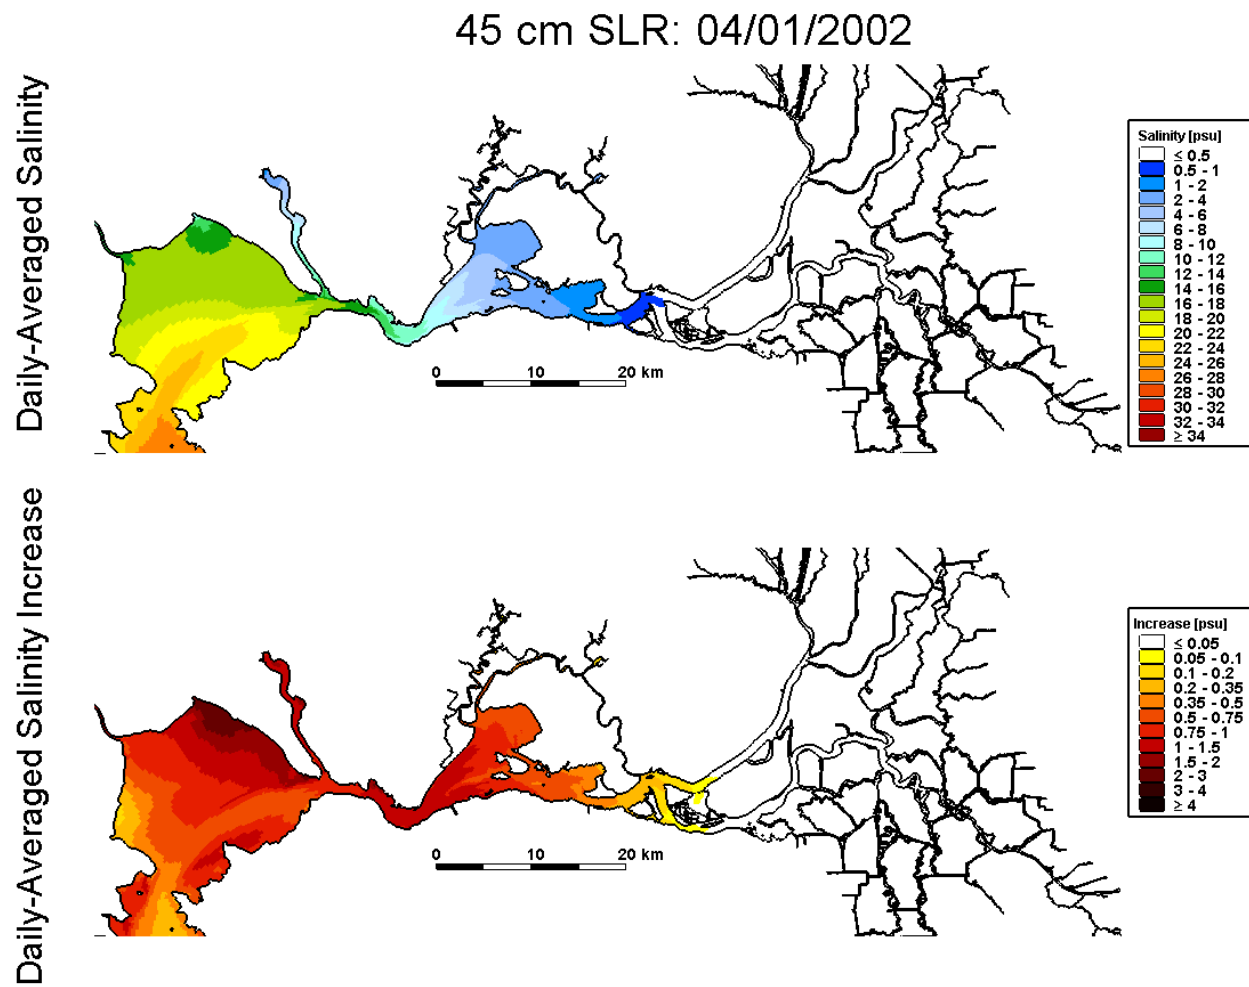 45 cm SLR: 04/01/2002
Daily-Averaged Salinity
Salinity [psu]
≤ 0.5
0.5 - 1
1 - 2
2 - 4
4 - 6
6 - 8
8 - 10
10 - 12
12 - 14
14 - 16
16 - 18
18 - 20
20 - 22
22 - 24
24 - 26
26 - 28
28 - 30
30 - 32
32 - 34
≥ 34
0 10 20 km
Daily-Averaged Salinity Increase
Increase [psu]
≤ 0.05
0.05 - 0.1
0.1 - 0.2
0.2 - 0.35
0.35 - 0.5
0.5 - 0.75
0.75 - 1
1 - 1.5
1.5 - 2
2 - 3
3 - 4
≥ 4
0 10 20 km